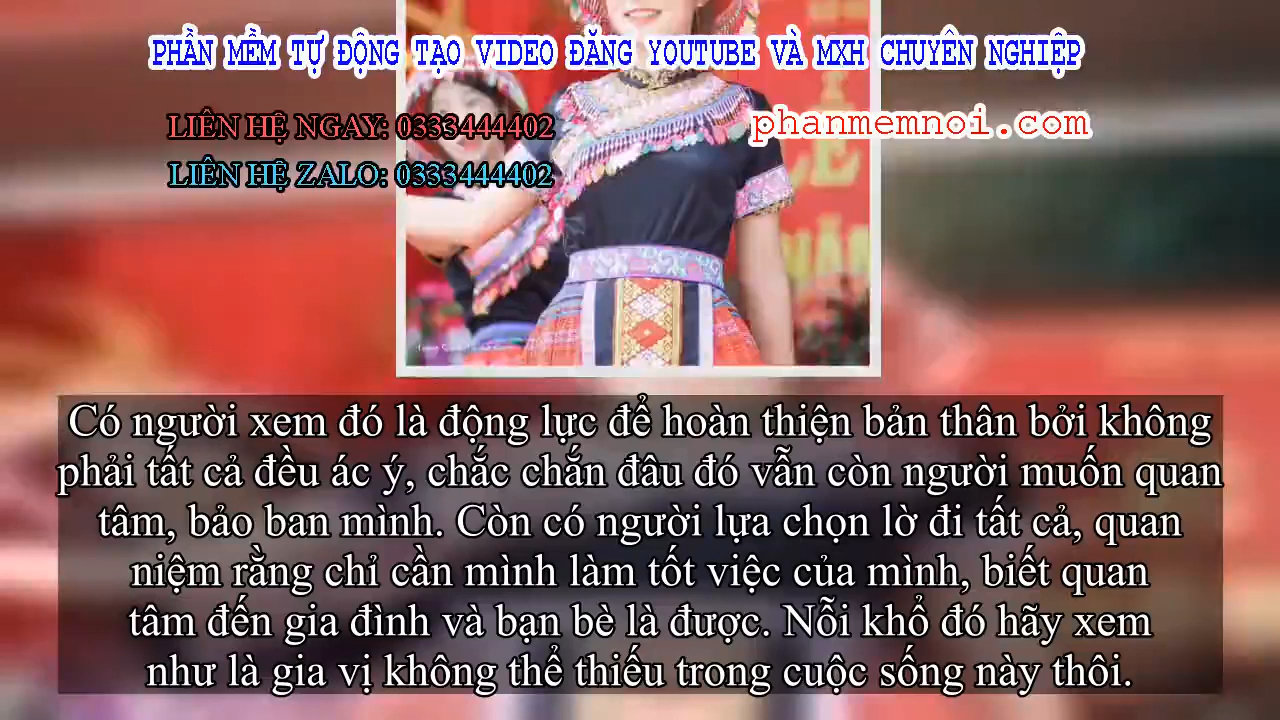 PHẦN MỀM TỰ ĐỘNG TẠO VIDEO ĐĂNG YOUTUBE VÀ MXH CHUYÊN NGHIỆP
LIÊN HỆ NGAY: 0333444402
phanmemnoi.com
LIÊN HỆ ZALO: 0333444402
Có người xem đó là động lực để hoàn thiện bản thân bởi không
phải tất cả đều ác ý, chắc chắn đâu đó vẫn còn người muốn quan
tâm, bảo ban mình. Còn có người lựa chọn lờ đi tất cả, quan
niệm rằng chỉ cần mình làm tốt việc của mình, biết quan
tâm đến gia đình và bạn bè là được. Nỗi khổ đó hãy xem
như là gia vị không thể thiếu trong cuộc sống này thôi.